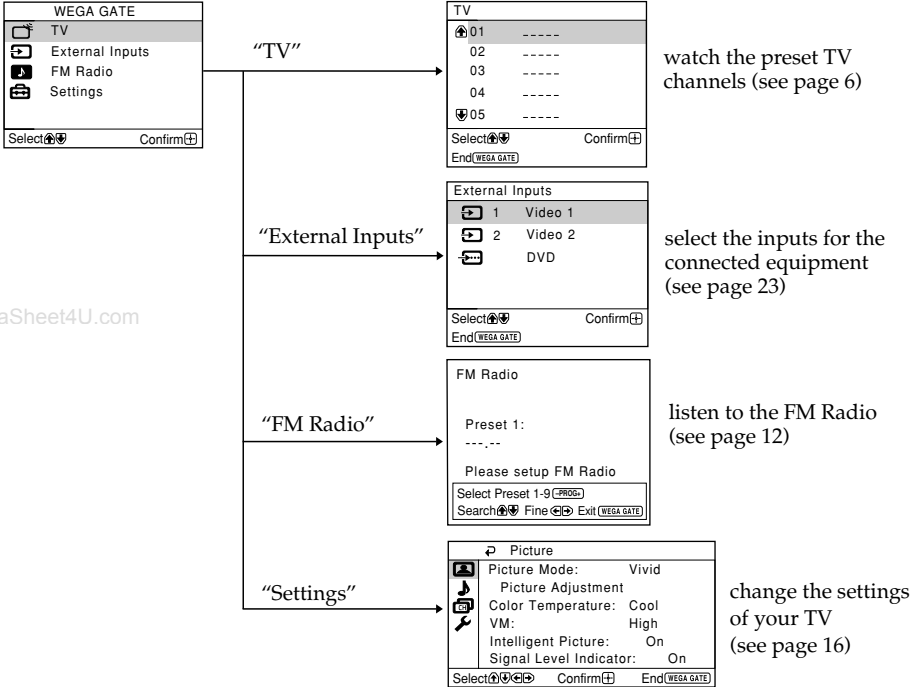 WEGA GATE
TV
External Inputs
FM Radio
Settings
Select Confirm
“TV”
TV
01 -----
02 -----
03 -----
04 -----
05 -----
Select Confirm
End WEGA GATE
watch the preset TV
channels (see page 6)
“External Inputs”
External Inputs
1 Video 1
2 Video 2
DVD
Select Confirm
End WEGA GATE
select the inputs for the
connected equipment
(see page 23)
aSheet4U.com
“FM Radio”
FM Radio
Preset 1:
---.--
Please setup FM Radio
Select Preset 1-9 -PROG+
Search Fine Exit WEGA GATE
listen to the FM Radio
(see page 12)
“Settings”
Picture
Picture Mode: Vivid
Picture Adjustment
CH
Color Temperature: Cool
VM: High
Intelligent Picture: On
Signal Level Indicator: On
Select Confirm End WEGA GATE
change the settings
of your TV
(see page 16)